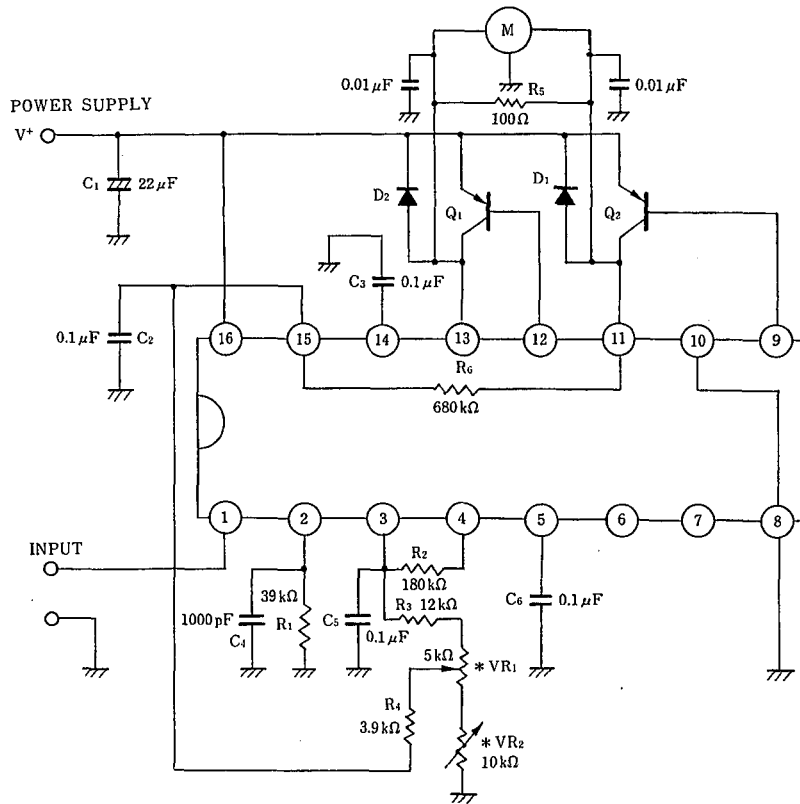 M
0.01μF
0.01μF
R5
100Ω
POWER SUPPLY
V+
C1 22μF
D2
Q1
D1
Q2
C3 0.1μF
0.1μF C2
16
15
14
13
12
11
10
9
R6
680kΩ
1
2
3
4
5
6
7
8
INPUT
1000pF
C4
39kΩ
R1
C5
0.1μF
R2
180kΩ
R3 12kΩ
C6 0.1μF
5kΩ
*VR1
R4
3.9kΩ
*VR2
10kΩ